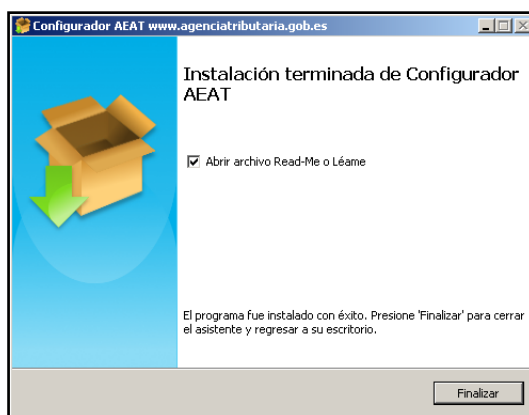 Configurador AEAT www.agenciatributaria.gob.es
Instalación terminada de Configurador
AEAT
Abrir archivo Read-Me o Léame
El programa fue instalado con éxito. Presione 'Finalizar' para cerrar
el asistente y regresar a su escritorio.
Finalizar